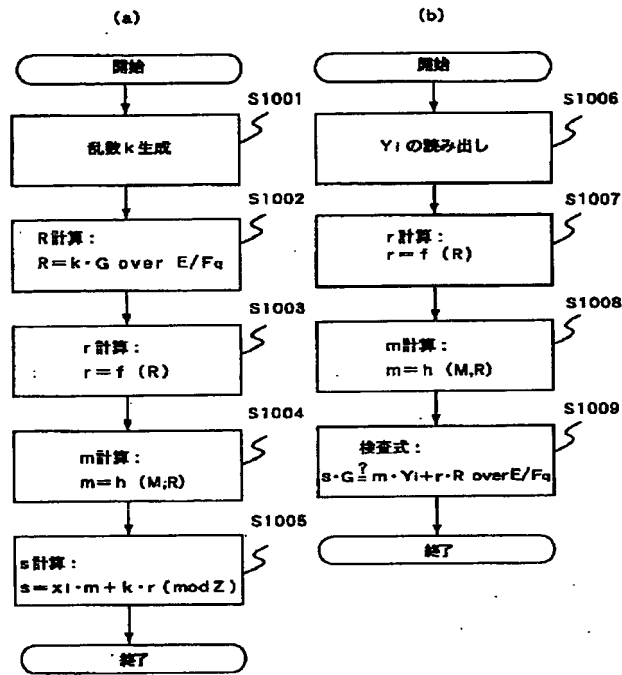 (a)
開始
S1001
乱数k生成
S1002
R計算:
R=k・G over E/Fq
S1003
r計算:
r=f (R)
S1004
m計算:
m=h (M;R)
S1005
s計算:
s=xi・m+k・r (modZ)
終了
(b)
開始
S1006
Yiの読み出し
S1007
r計算:
r=f (R)
S1008
m計算:
m=h (M,R)
S1009
検査式:
s・G≟m・Yi+r・R overE/Fq
終了